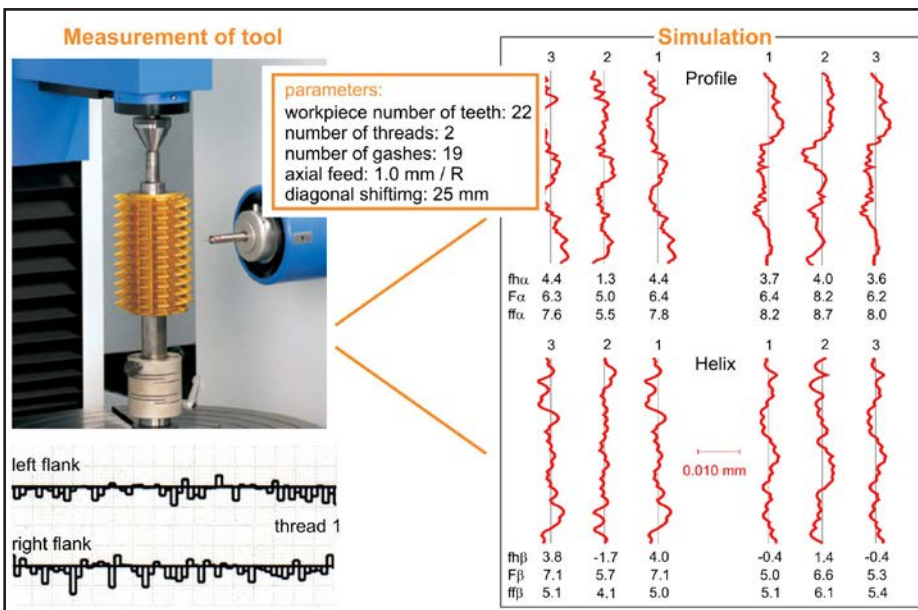 Measurement of tool
parameters:
workpiece number of teeth: 22
number of threads: 2
number of gashes: 19
axial feed: 1.0 mm / R
diagonal shiftimg: 25 mm
left flank
thread 1
right flank
Simulation
3 2 1 1 2 3
Profile
fhα 4.4 1.3 4.4 3.7 4.0 3.6
Fα 6.3 5.0 6.4 6.4 8.2 6.2
ffα 7.6 5.5 7.8 8.2 8.7 8.0
3 2 1 1 2 3
Helix
0.010 mm
fhβ 3.8 -1.7 4.0 -0.4 1.4 -0.4
Fβ 7.1 5.7 7.1 5.0 6.6 5.3
ffβ 5.1 4.1 5.0 5.1 6.1 5.4